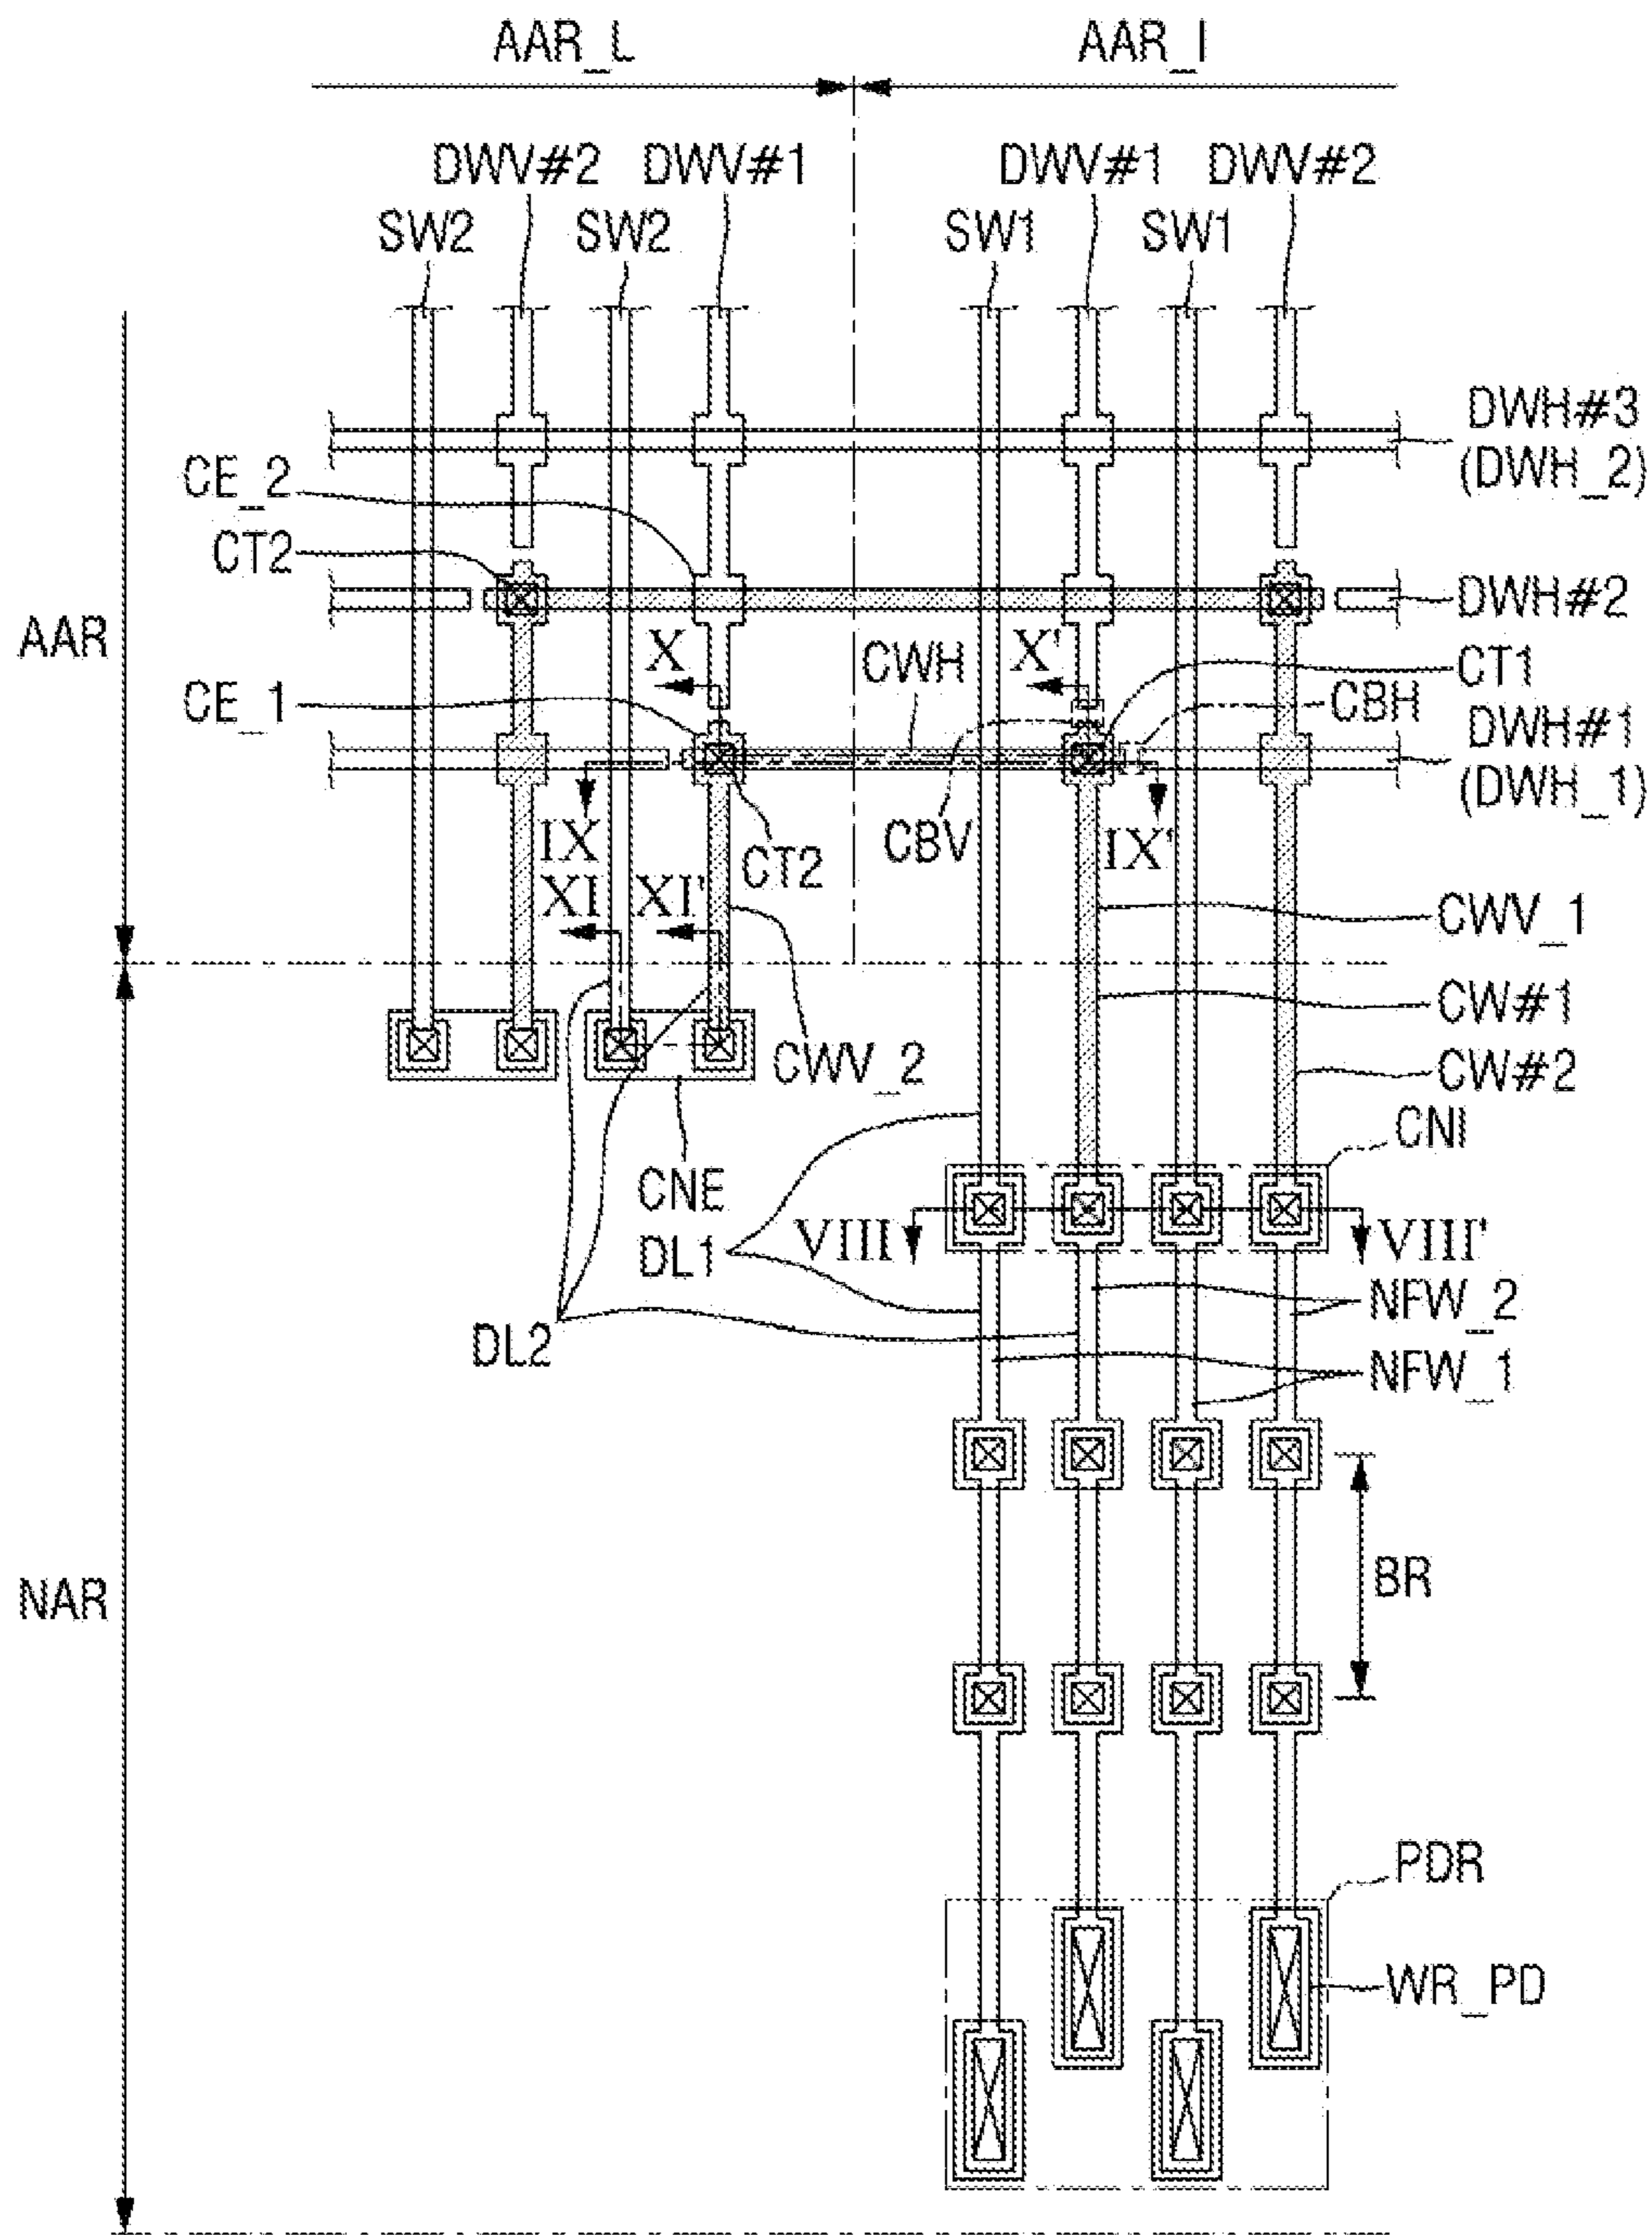 AAR_L AAR_I
DWV#2 DWV#1 DWV#1 DWV#2
SW2 SW2 SW1 SW1
DWH#3
(DWH_2)
CE_2
CT2
DWH#2
AAR
X CWH X' CT1
CE_1 CBH
DWH#1
(DWH_1)
IX CT2 CBV IX'
XI XI' CWV_1
CW#1
CWV_2 CW#2
CNI
CNE
VIII VIII'
DL1
NFW_2
DL2
NFW_1
BR
NAR
PDR
WR_PD